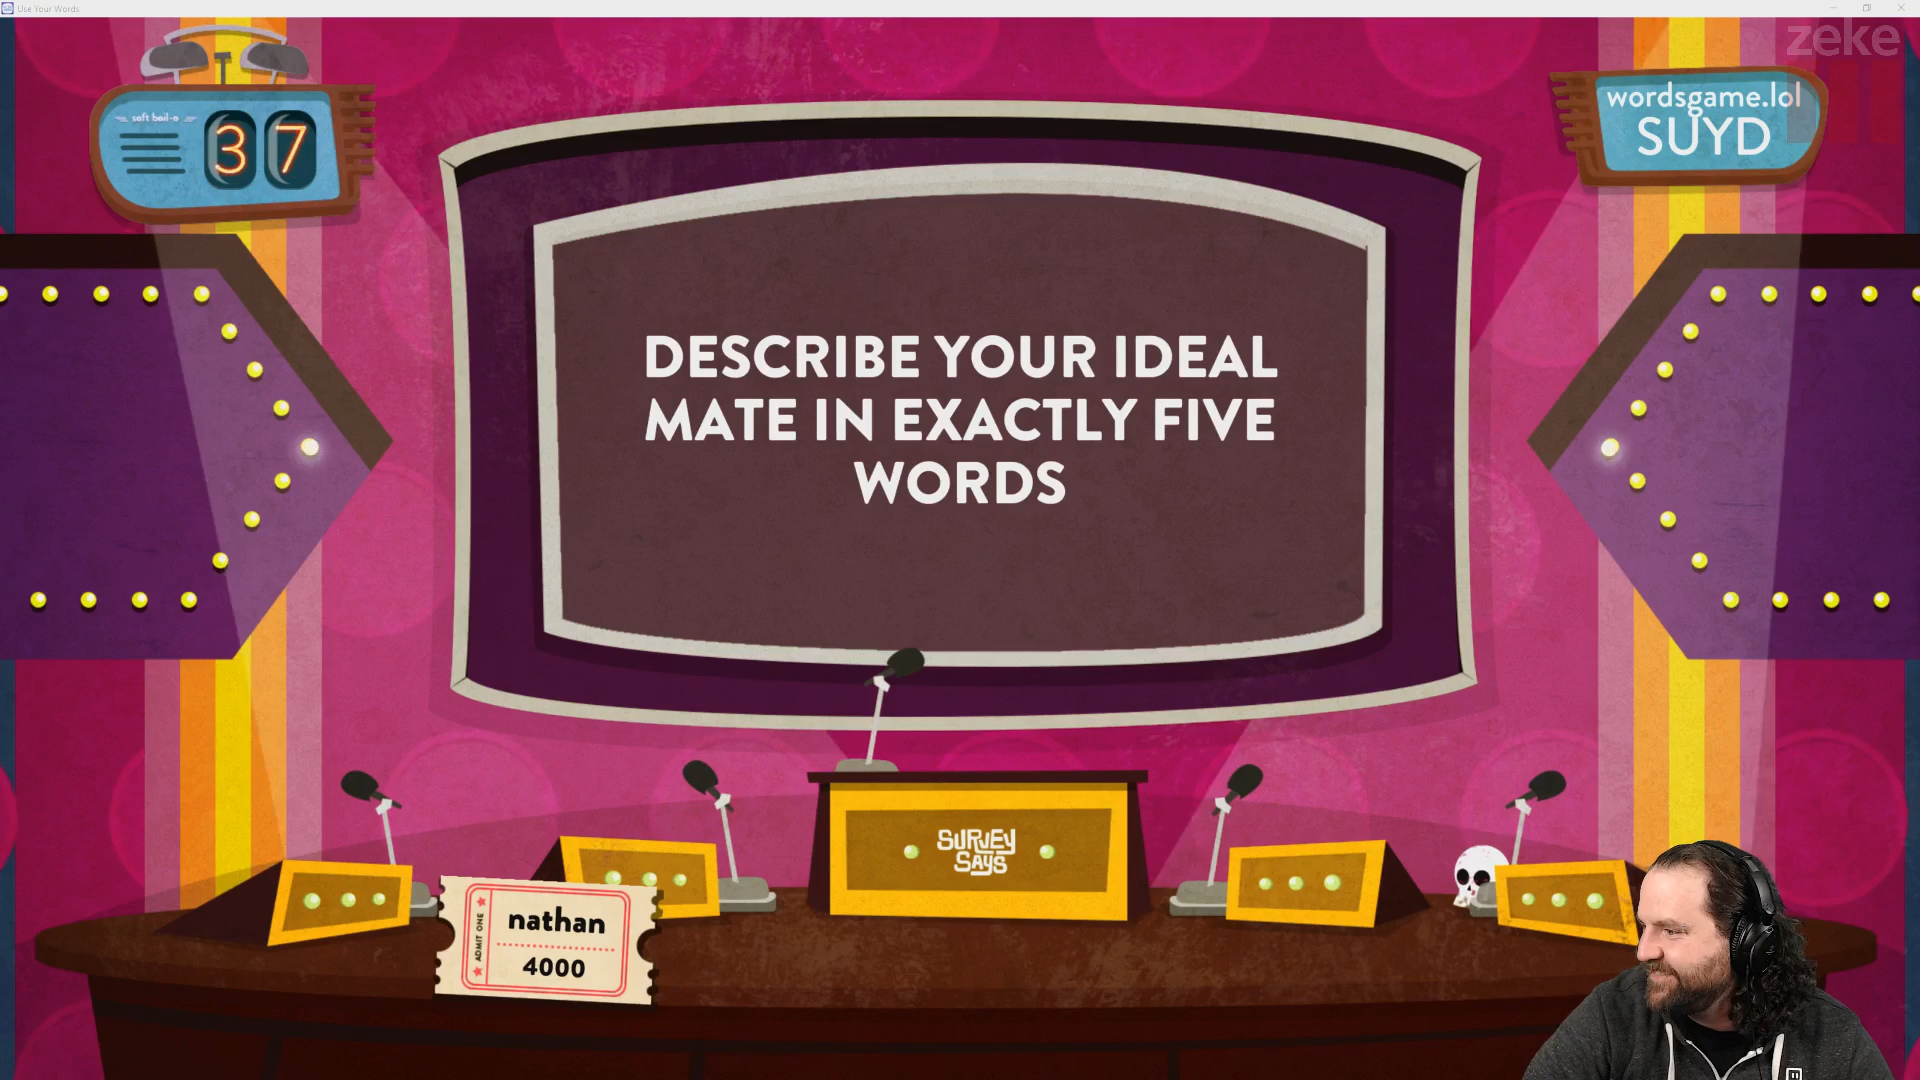 Use Your Words
zeke
soft boil-o
37
wordsgame.lol
SUYD
DESCRIBE YOUR IDEAL
MATE IN EXACTLY FIVE
WORDS
SURVEY
SAYS
ADMIT ONE
nathan
4000